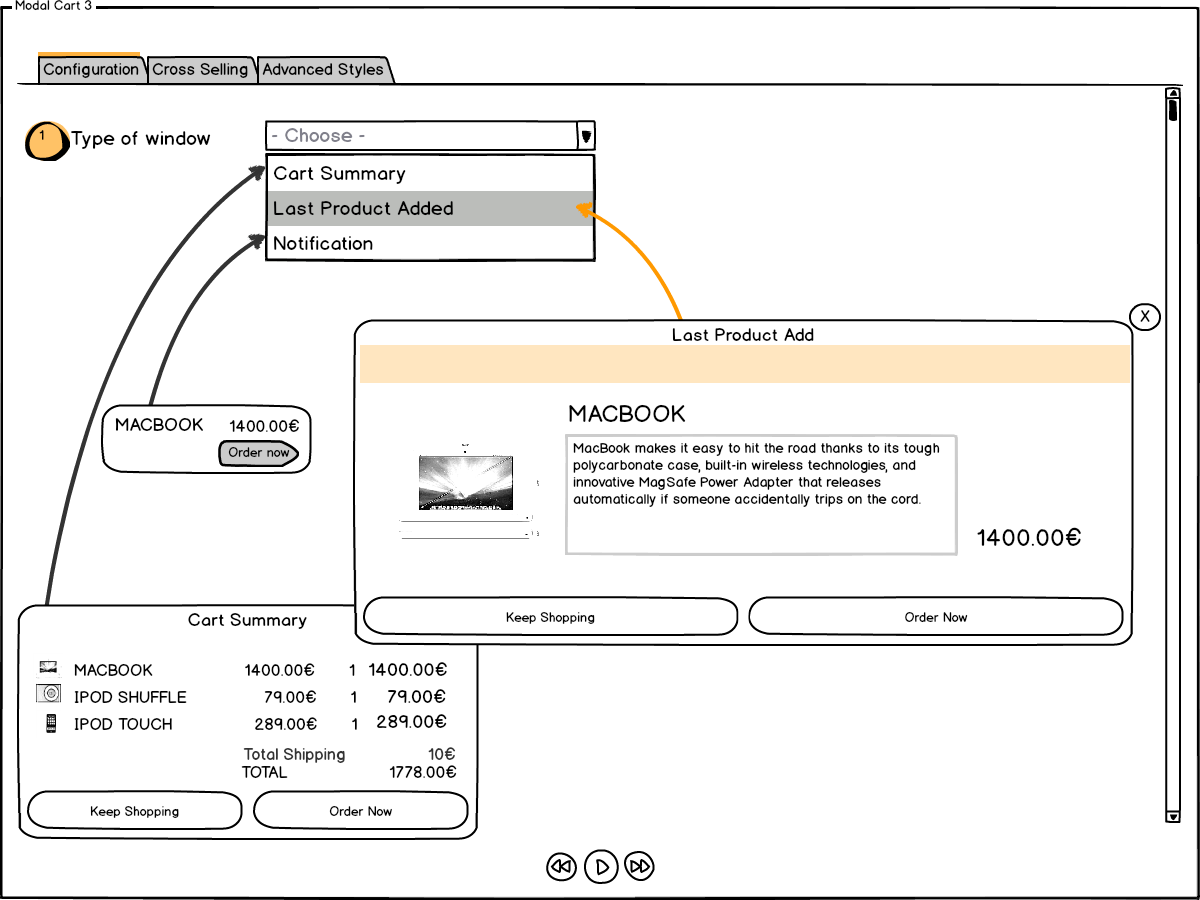 Modal Cart 3
Configuration
Cross Selling
Advanced Styles
1
Type of window
- Choose -
Cart Summary
Last Product Added
Notification
X
Last Product Add
MACBOOK 1400.00€
Order now
MACBOOK
MacBook makes it easy to hit the road thanks to its tough
polycarbonate case, built-in wireless technologies, and
innovative MagSafe Power Adapter that releases
automatically if someone accidentally trips on the cord.
1400.00€
Keep Shopping
Order Now
Cart Summary
MACBOOK 1400.00€ 1 1400.00€
IPOD SHUFFLE 79.00€ 1 79.00€
IPOD TOUCH 289.00€ 1 289.00€
Total Shipping 10€
TOTAL 1778.00€
Keep Shopping
Order Now